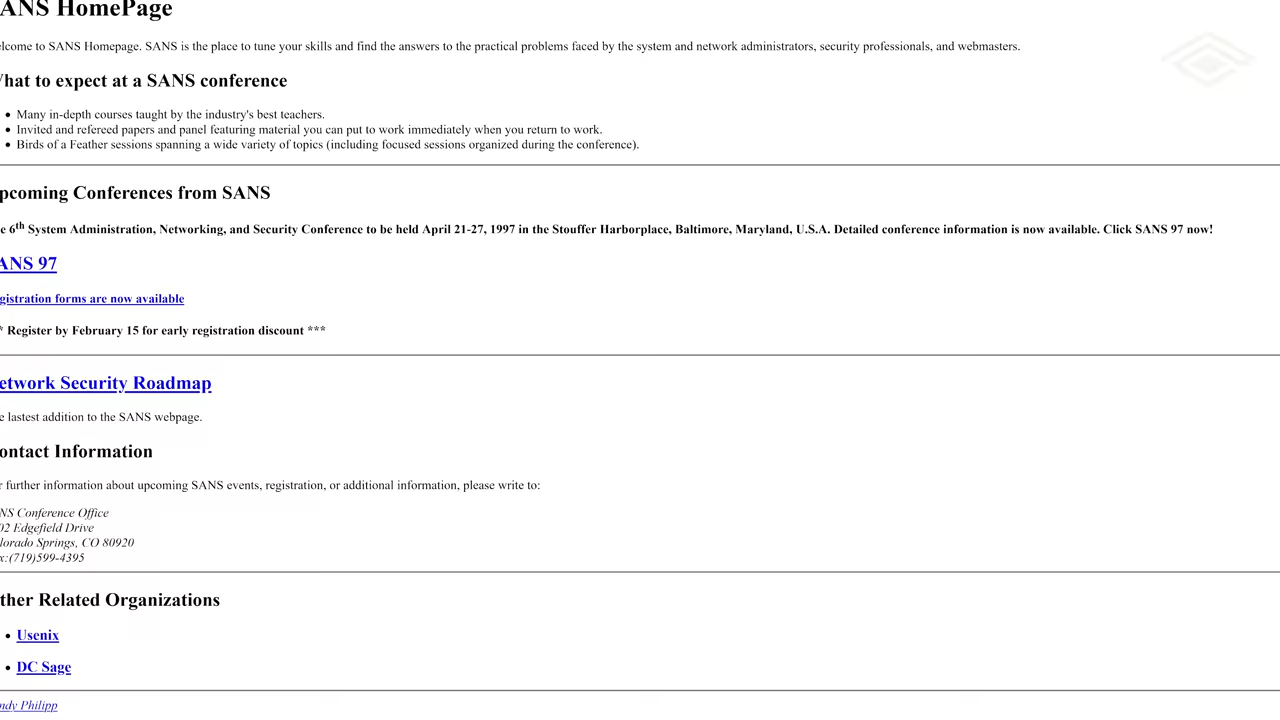 ANS HomePage
elcome to SANS Homepage. SANS is the place to tune your skills and find the answers to the practical problems faced by the system and network administrators, security professionals, and webmasters.
hat to expect at a SANS conference
• Many in-depth courses taught by the industry's best teachers.
• Invited and refereed papers and panel featuring material you can put to work immediately when you return to work.
• Birds of a Feather sessions spanning a wide variety of topics (including focused sessions organized during the conference).
pcoming Conferences from SANS
e 6th System Administration, Networking, and Security Conference to be held April 21-27, 1997 in the Stouffer Harborplace, Baltimore, Maryland, U.S.A. Detailed conference information is now available. Click SANS 97 now!
ANS 97
gistration forms are now available
* Register by February 15 for early registration discount ***
etwork Security Roadmap
e lastest addition to the SANS webpage.
ontact Information
r further information about upcoming SANS events, registration, or additional information, please write to:
NS Conference Office
02 Edgefield Drive
lorado Springs, CO 80920
x:(719)599-4395
ther Related Organizations
• Usenix
• DC Sage
ndy Philipp